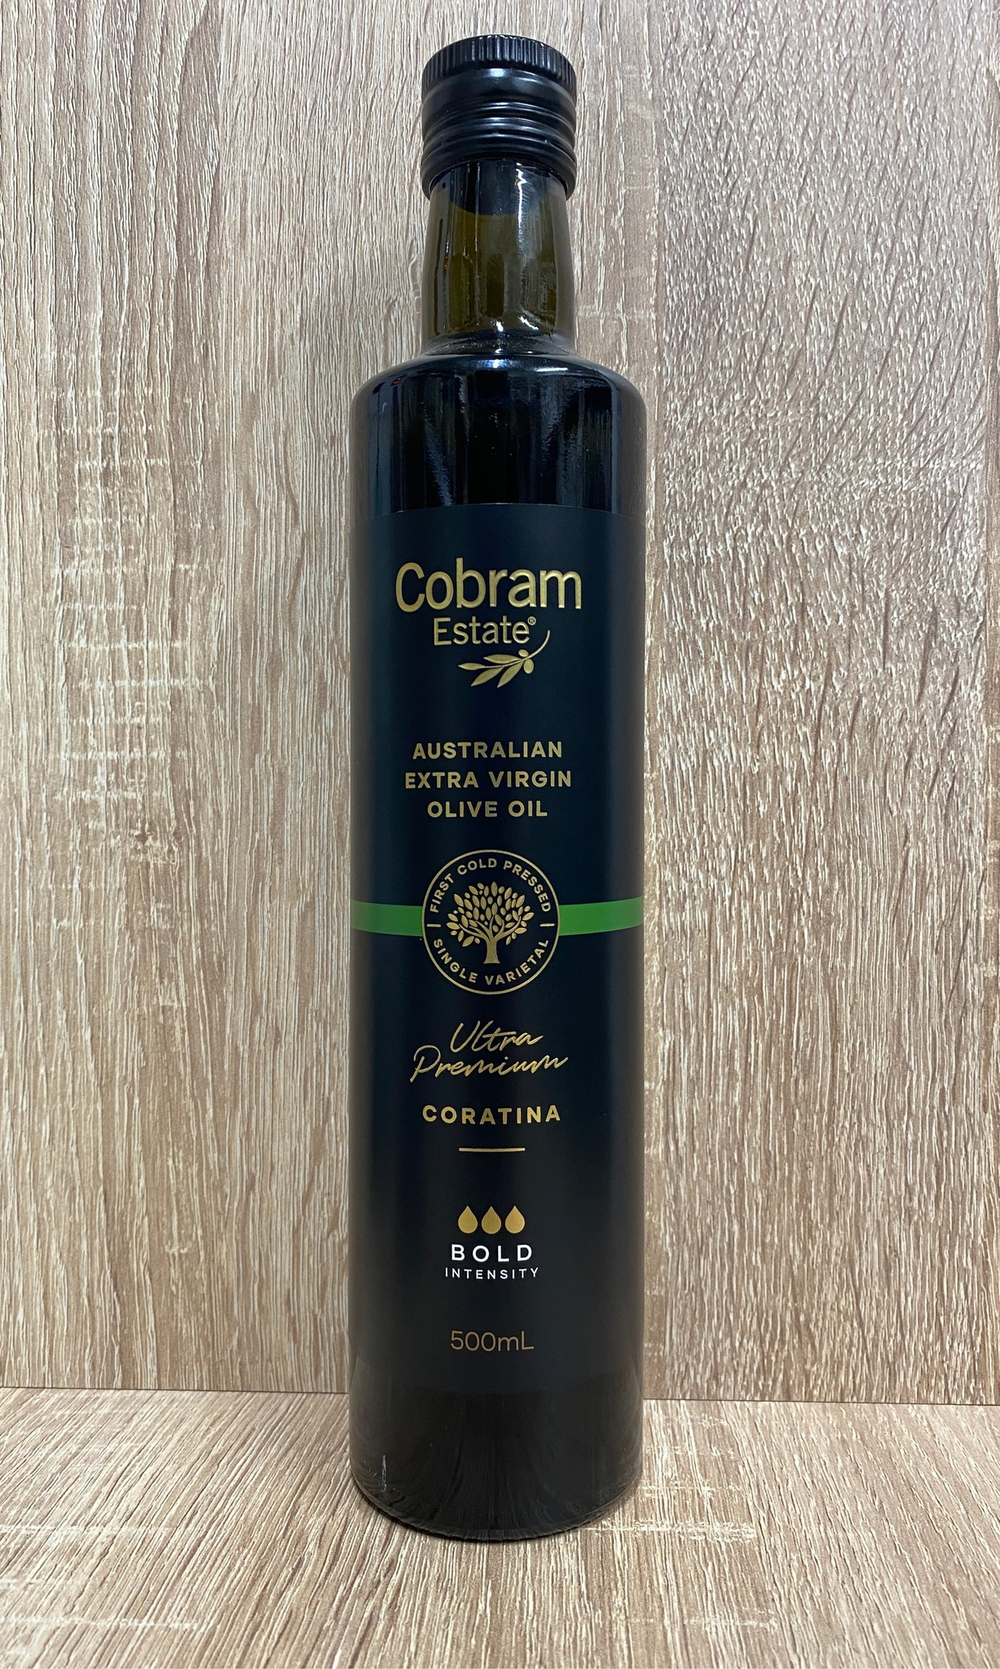 Cobram
Estate®
AUSTRALIAN
EXTRA VIRGIN
OLIVE OIL
FIRST COLD PRESSED
SINGLE VARIETAL
Ultra
Premium
CORATINA
BOLD
INTENSITY
500mL